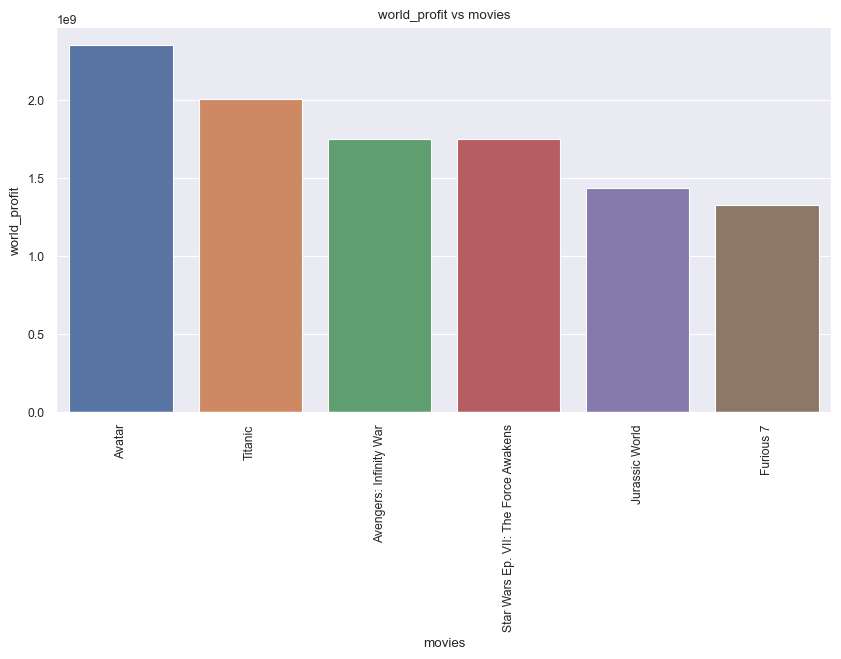 world_profit vs movies
1e9
2.0
1.5
1.0
0.5
0.0
world_profit
Avatar
Titanic
Avengers: Infinity War
Star Wars Ep. VII: The Force Awakens
Jurassic World
Furious 7
movies